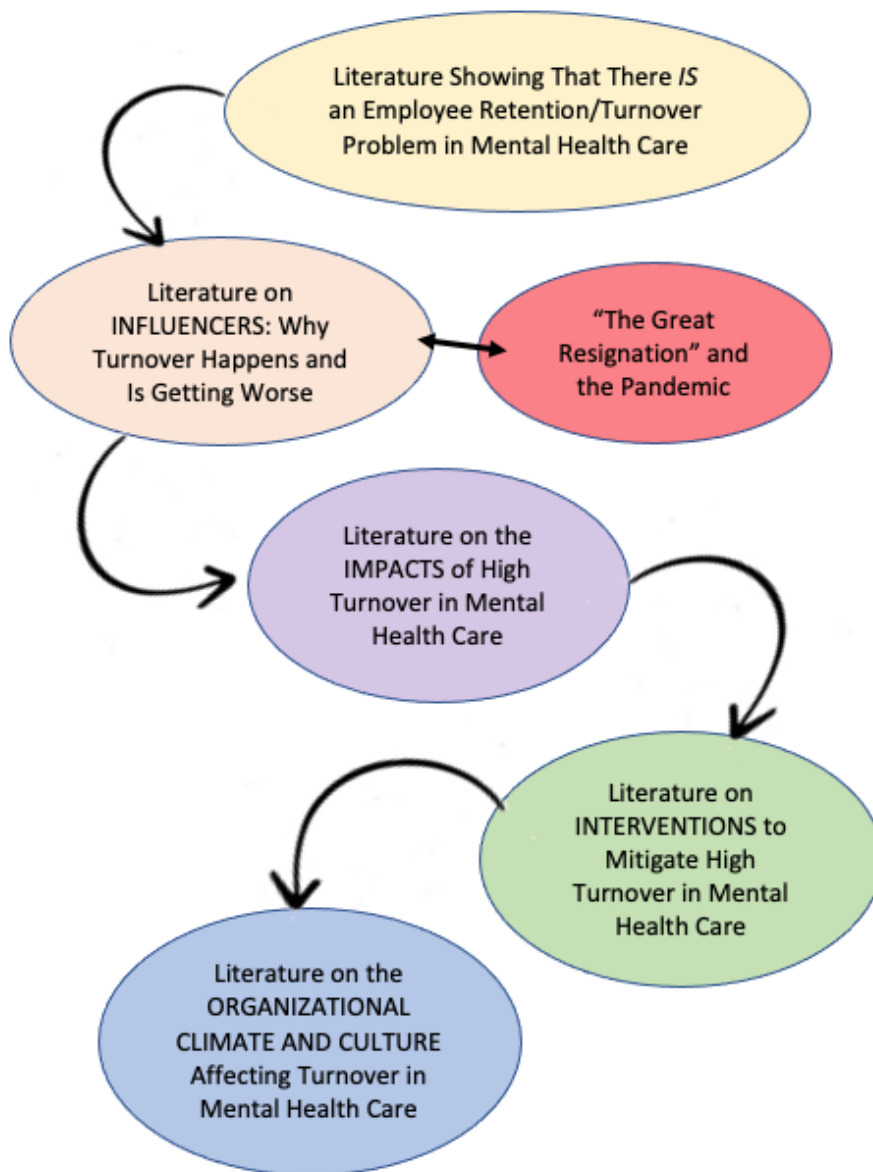 Literature Showing That There IS
an Employee Retention/Turnover
Problem in Mental Health Care
Literature on
INFLUENCERS: Why
Turnover Happens and
Is Getting Worse
“The Great
Resignation” and
the Pandemic
Literature on the
IMPACTS of High
Turnover in Mental
Health Care
Literature on
INTERVENTIONS to
Mitigate High
Turnover in Mental
Health Care
Literature on the
ORGANIZATIONAL
CLIMATE AND CULTURE
Affecting Turnover in
Mental Health Care